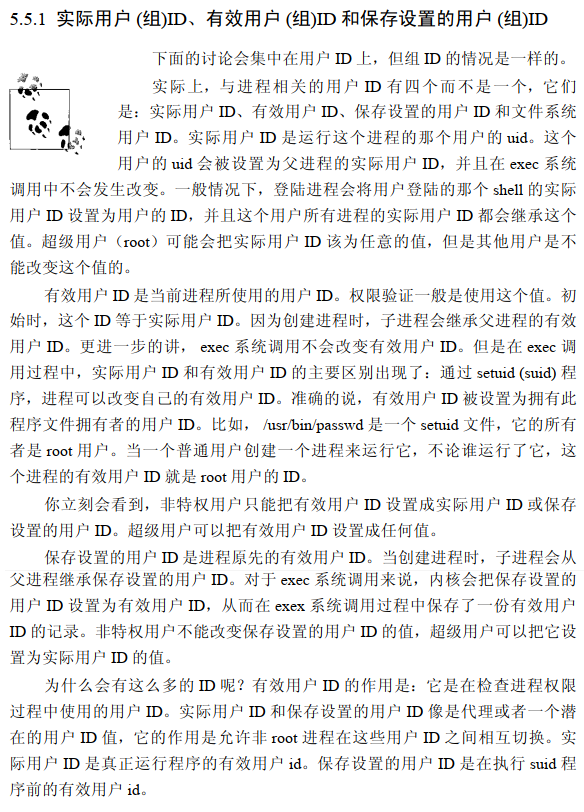 5.5.1 实际用户 (组)ID、有效用户 (组)ID 和保存设置的用户 (组)ID
下面的讨论会集中在用户 ID 上，但组 ID 的情况是一样的。
实际上，与进程相关的用户 ID 有四个而不是一个，它们
是：实际用户 ID、有效用户 ID、保存设置的用户 ID 和文件系统
用户 ID。实际用户 ID 是运行这个进程的那个用户的 uid。这个
用户的 uid 会被设置为父进程的实际用户 ID，并且在 exec 系统
调用中不会发生改变。一般情况下，登陆进程会将用户登陆的那个 shell 的实际
用户 ID 设置为用户的 ID，并且这个用户所有进程的实际用户 ID 都会继承这个
值。超级用户（root）可能会把实际用户 ID 该为任意的值，但是其他用户是不
能改变这个值的。
有效用户 ID 是当前进程所使用的用户 ID。权限验证一般是使用这个值。初
始时，这个 ID 等于实际用户 ID。因为创建进程时，子进程会继承父进程的有效
用户 ID。更进一步的讲， exec 系统调用不会改变有效用户 ID。但是在 exec 调
用过程中，实际用户 ID 和有效用户 ID 的主要区别出现了：通过 setuid (suid) 程
序，进程可以改变自己的有效用户 ID。准确的说，有效用户 ID 被设置为拥有此
程序文件拥有者的用户 ID。比如， /usr/bin/passwd 是一个 setuid 文件，它的所有
者是 root 用户。当一个普通用户创建一个进程来运行它，不论谁运行了它，这
个进程的有效用户 ID 就是 root 用户的 ID。
你立刻会看到，非特权用户只能把有效用户 ID 设置成实际用户 ID 或保存
设置的用户 ID。超级用户可以把有效用户 ID 设置成任何值。
保存设置的用户 ID 是进程原先的有效用户 ID。当创建进程时，子进程会从
父进程继承保存设置的用户 ID。对于 exec 系统调用来说，内核会把保存设置的
用户 ID 设置为有效用户 ID，从而在 exex 系统调用过程中保存了一份有效用户
ID 的记录。非特权用户不能改变保存设置的用户 ID 的值，超级用户可以把它设
置为实际用户 ID 的值。
为什么会有这么多的 ID 呢？有效用户 ID 的作用是：它是在检查进程权限
过程中使用的用户 ID。实际用户 ID 和保存设置的用户 ID 像是代理或者一个潜
在的用户 ID 值，它的作用是允许非 root 进程在这些用户 ID 之间相互切换。实
际用户 ID 是真正运行程序的有效用户 id。保存设置的用户 ID 是在执行 suid 程
序前的有效用户 id。